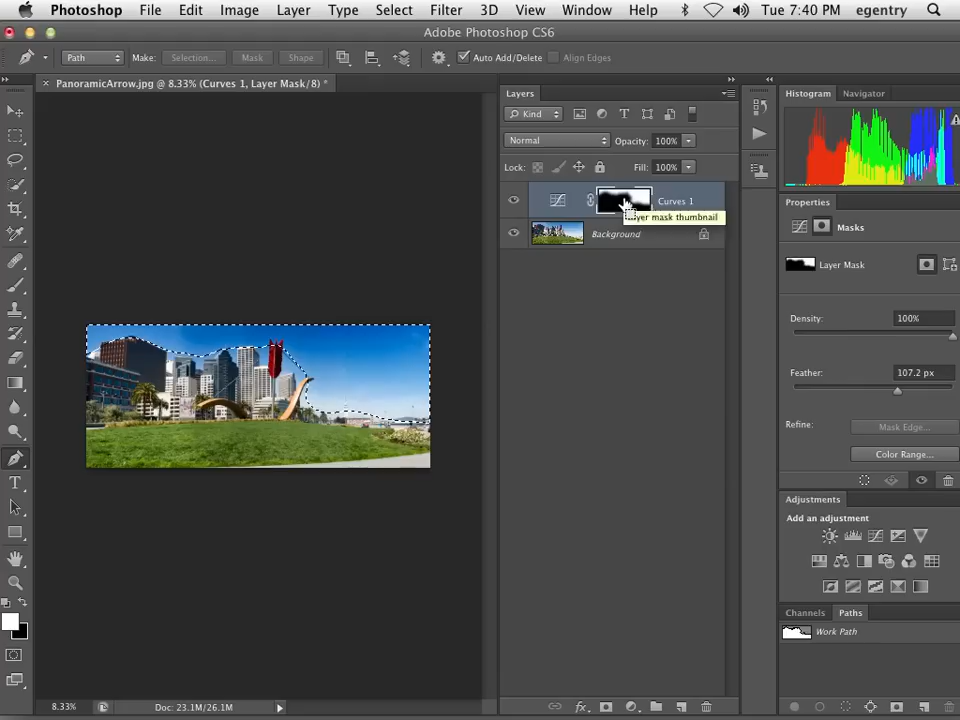 Photoshop File Edit Image Layer Type Select Filter 3D View Window Help Tue 7:40 PM egentry
Adobe Photoshop CS6
Path Make: Selection... Mask Shape Auto Add/Delete Align Edges
PanoramicArrow.jpg @ 8.33% (Curves 1, Layer Mask/8) *
Layers
Kind
Normal Opacity: 100%
Lock: Fill: 100%
Curves 1
layer mask thumbnail
Background
Histogram Navigator
Properties
Masks
Layer Mask
Density: 100%
Feather: 107.2 px
Refine: Mask Edge...
Color Range...
Adjustments
Add an adjustment
Channels Paths
Work Path
8.33% Doc: 23.1M/26.1M